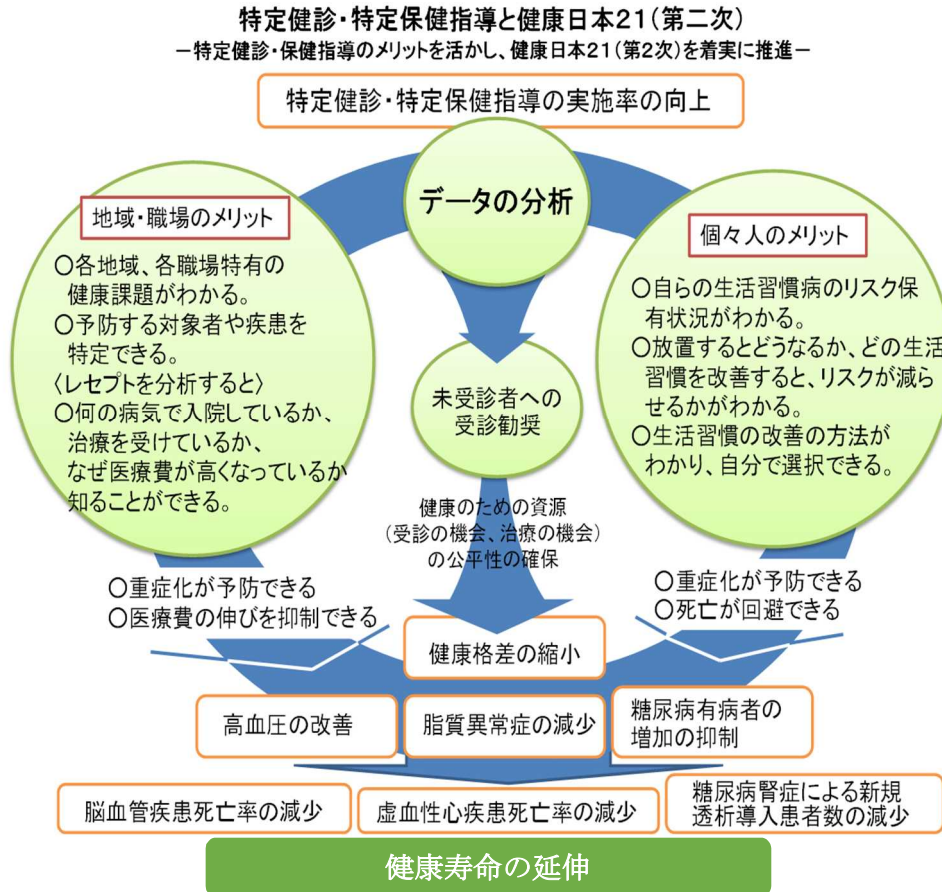 特定健診・特定保健指導と健康日本21(第二次)
－特定健診・保健指導のメリットを活かし、健康日本21(第2次)を着実に推進－
特定健診・特定保健指導の実施率の向上
データの分析
地域・職場のメリット
○各地域、各職場特有の
健康課題がわかる。
○予防する対象者や疾患を
特定できる。
〈レセプトを分析すると〉
○何の病気で入院しているか、
治療を受けているか、
なぜ医療費が高くなっているか
知ることができる。
個々人のメリット
○自らの生活習慣病のリスク保
有状況がわかる。
○放置するとどうなるか、どの生活
習慣を改善すると、リスクが減ら
せるかがわかる。
○生活習慣の改善の方法が
わかり、自分で選択できる。
未受診者への
受診勧奨
健康のための資源
(受診の機会、治療の機会)
の公平性の確保
○重症化が予防できる
○医療費の伸びを抑制できる
○重症化が予防できる
○死亡が回避できる
健康格差の縮小
高血圧の改善
脂質異常症の減少
糖尿病有病者の
増加の抑制
脳血管疾患死亡率の減少
虚血性心疾患死亡率の減少
糖尿病腎症による新規
透析導入患者数の減少
健康寿命の延伸